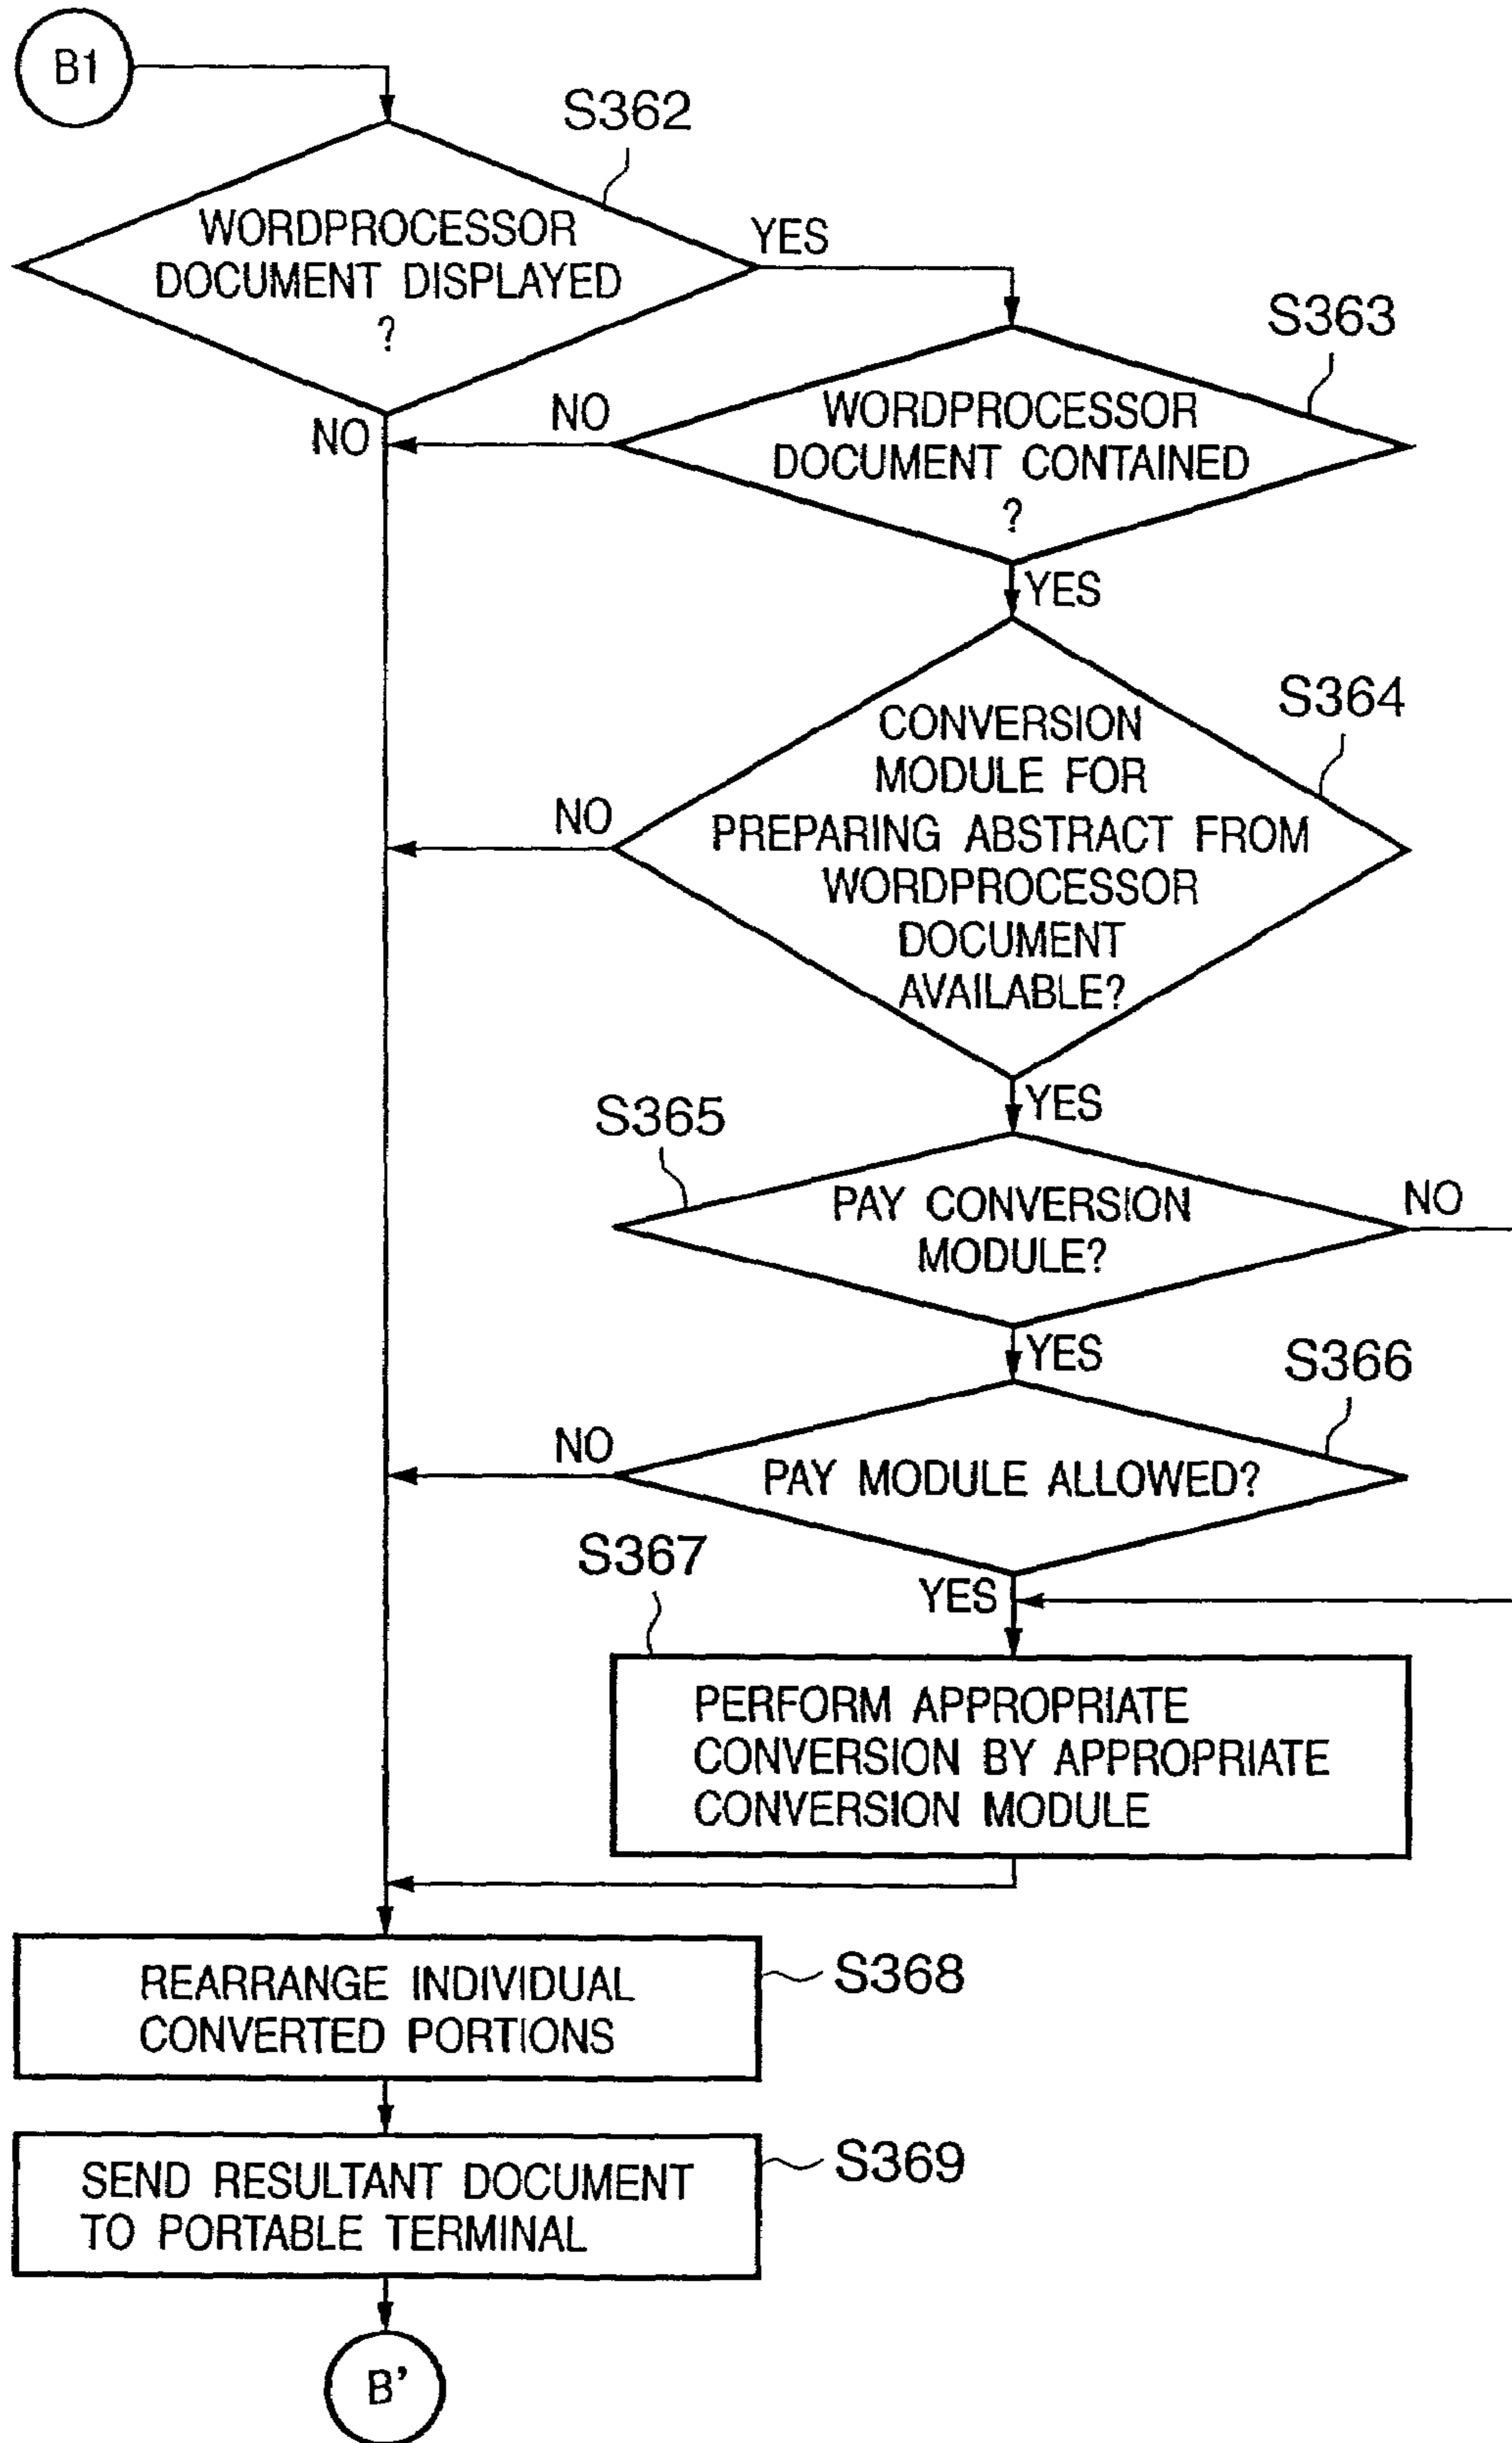 B1
S362
WORDPROCESSOR
DOCUMENT DISPLAYED
?
YES
NO
S363
WORDPROCESSOR
DOCUMENT CONTAINED
?
NO
YES
S364
CONVERSION
MODULE FOR
PREPARING ABSTRACT FROM
WORDPROCESSOR
DOCUMENT
AVAILABLE?
NO
YES
S365
PAY CONVERSION
MODULE?
NO
YES
S366
PAY MODULE ALLOWED?
NO
YES
S367
PERFORM APPROPRIATE
CONVERSION BY APPROPRIATE
CONVERSION MODULE
REARRANGE INDIVIDUAL
CONVERTED PORTIONS
S368
SEND RESULTANT DOCUMENT
TO PORTABLE TERMINAL
S369
B'